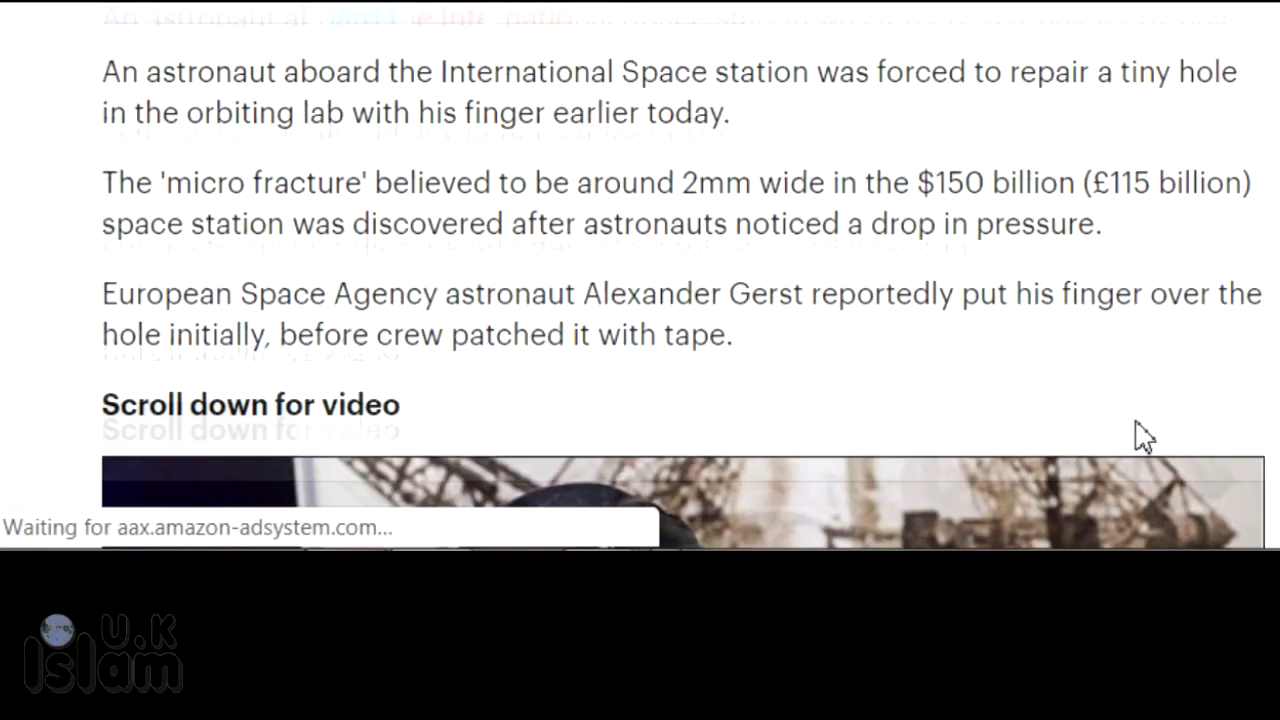 An astronaut aboard the International Space station was forced to repair a tiny hole
in the orbiting lab with his finger earlier today.
The 'micro fracture' believed to be around 2mm wide in the $150 billion (£115 billion)
space station was discovered after astronauts noticed a drop in pressure.
European Space Agency astronaut Alexander Gerst reportedly put his finger over the
hole initially, before crew patched it with tape.
Scroll down for video
Waiting for aax.amazon-adsystem.com...
U.K
Islam